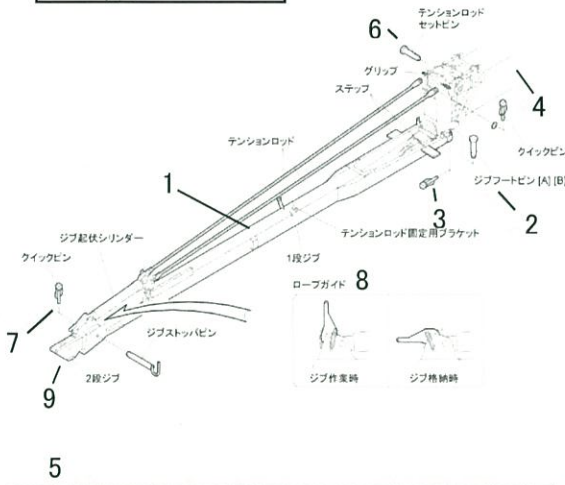 テンションロッド
セットピン
6
グリップ
ステップ
4
テンションロッド
クイックピン
ジブフートピン [A] [B]
1
3
2
ジブ起伏シリンダー
テンションロッド固定用ブラケット
クイックピン
1段ジブ
ロープガイド 8
7
ジブストッパピン
9
2段ジブ
ジブ作業時
ジブ格納時
5